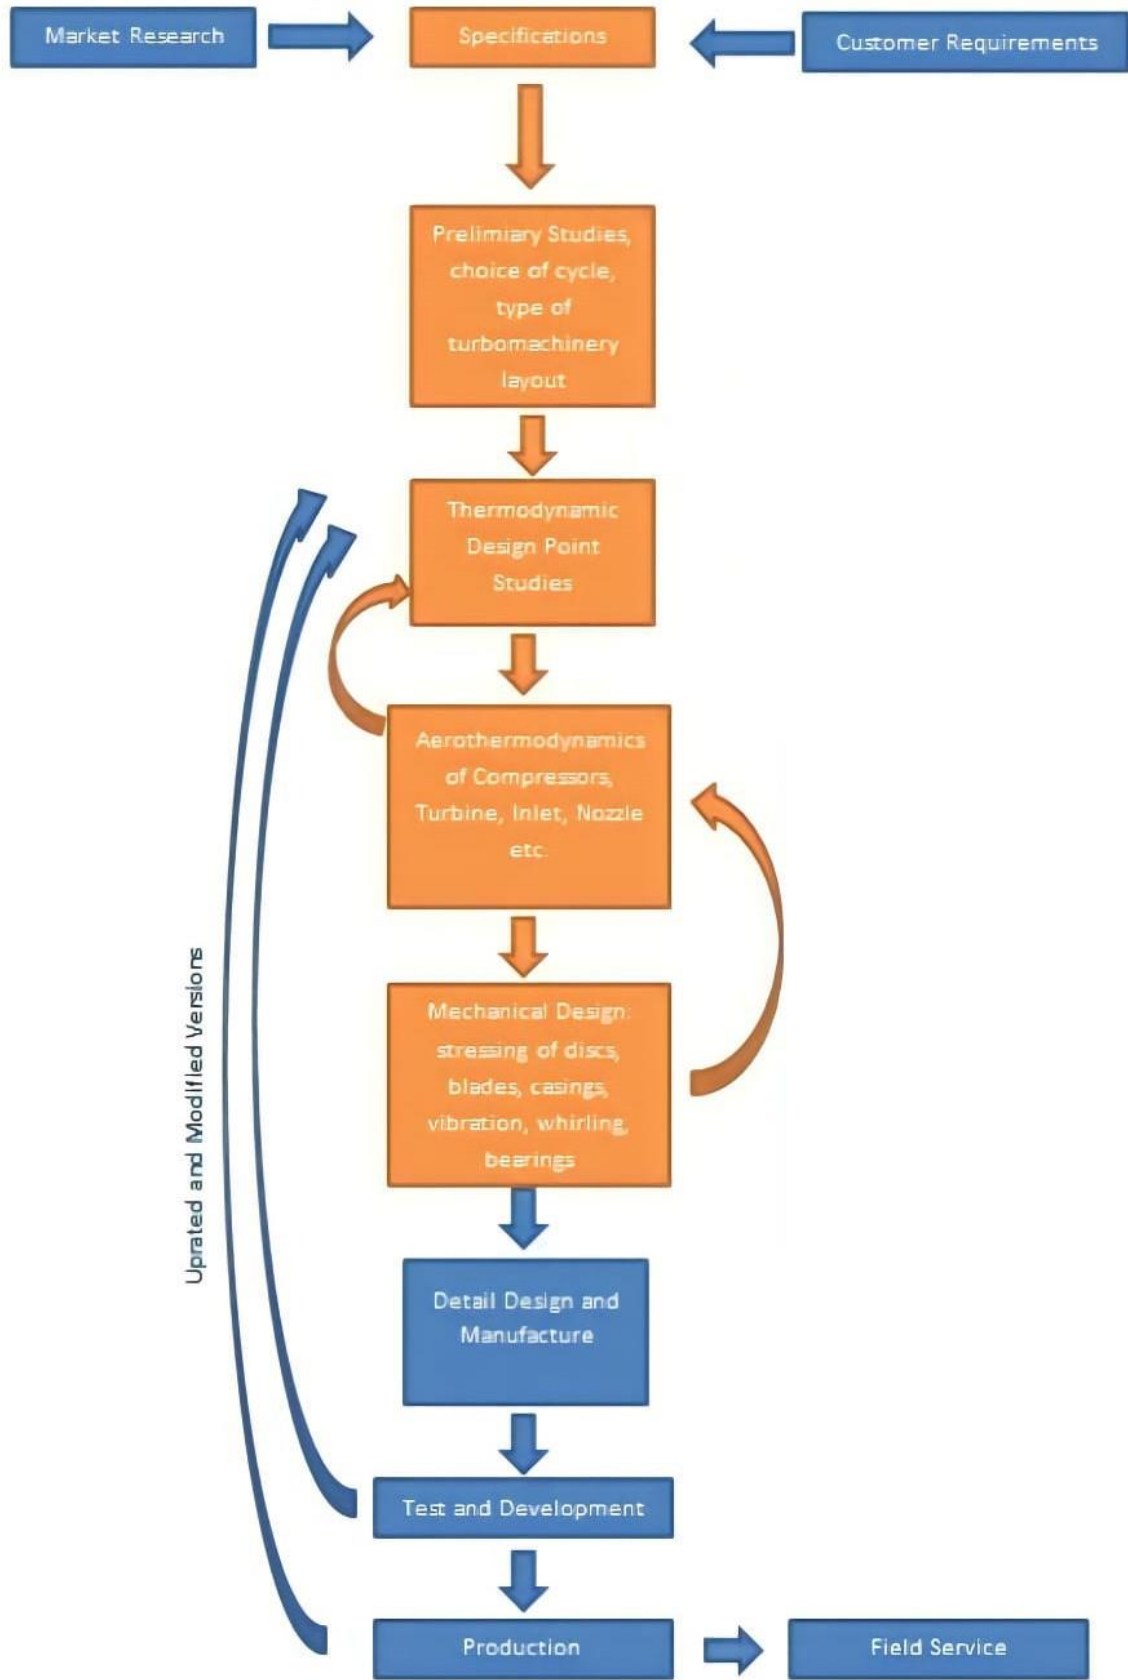 Market Research
Specifications
Customer Requirements
Prelimiary Studies,
choice of cycle,
type of
turbomachinery
layout
Thermodynamic
Design Point
Studies
Aerothermodynamics
of Compressors,
Turbine, Inlet, Nozzle
etc.
Mechanical Design:
stressing of discs,
blades, casings,
vibration, whirling,
bearings
Uprated and Modified Versions
Detail Design and
Manufacture
Test and Development
Production
Field Service